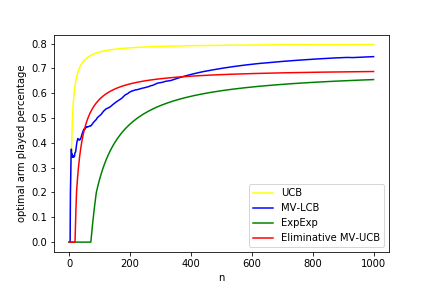 optimal arm played percentage
0.8
0.7
0.6
0.5
0.4
0.3
0.2
0.1
0.0
UCB
MV-LCB
ExpExp
Eliminative MV-UCB
0 200 400 600 800 1000
n